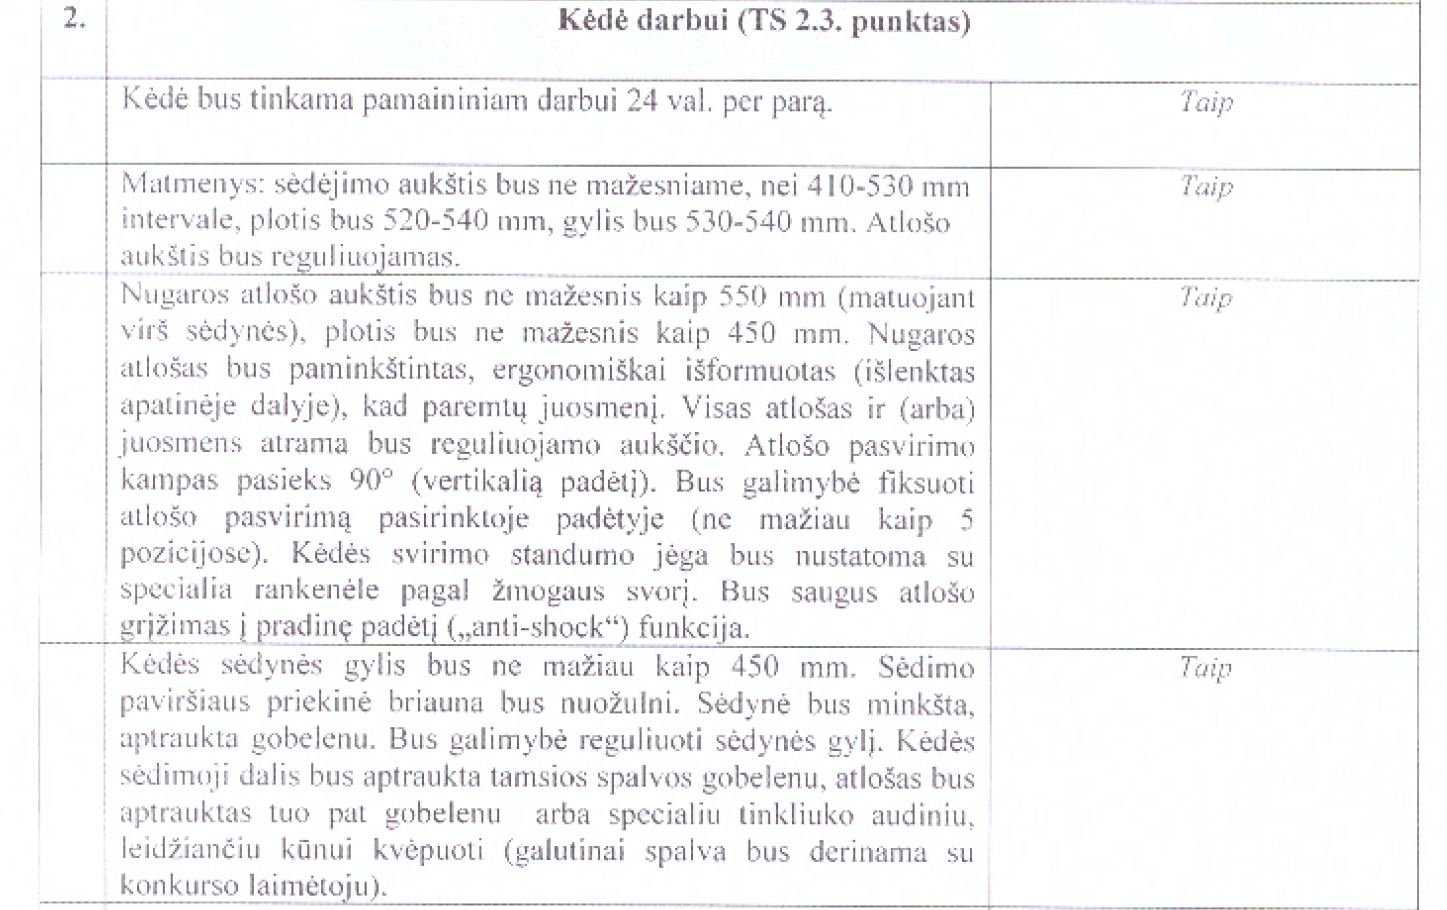 2.
Kėdė darbui (TS 2.3. punktas)
Kėdė bus tinkama pamaininiam darbui 24 val. per parą.
Taip
Matmenys: sėdėjimo aukštis bus ne mažesniame, nei 410-530 mm
intervale, plotis bus 520-540 mm, gylis bus 530-540 mm. Atlošo
aukštis bus reguliuojamas.
Taip
Nugaros atlošo aukštis bus ne mažesnis kaip 550 mm (matuojant
virš sėdynės), plotis bus ne mažesnis kaip 450 mm. Nugaros
atlošas bus paminkštintas, ergonomiškai išformuotas (išlenktas
apatinėje dalyje), kad paremtų juosmenį. Visas atlošas ir (arba)
juosmens atrama bus reguliuojamo aukščio. Atlošo pasvirimo
kampas pasieks 90° (vertikalią padėtį). Bus galimybė fiksuoti
atlošo pasvirimą pasirinktoje padėtyje (ne mažiau kaip 5
pozicijose). Kėdės svirimo standumo jėga bus nustatoma su
specialia rankenėle pagal žmogaus svorį. Bus saugus atlošo
grįžimas į pradinę padėtį („anti-shock“) funkcija.
Taip
Kėdės sėdynės gylis bus ne mažiau kaip 450 mm. Sėdimo
paviršiaus priekinė briauna bus nuožulni. Sėdynė bus minkšta,
aptraukta gobelenu. Bus galimybė reguliuoti sėdynės gylį. Kėdės
sėdimoji dalis bus aptraukta tamsios spalvos gobelenu, atlošas bus
aptrauktas tuo pat gobelenu arba specialiu tinkliuko audiniu,
leidžiančiu kūnui kvėpuoti (galutinai spalva bus derinama su
konkurso laimėtoju).
Taip